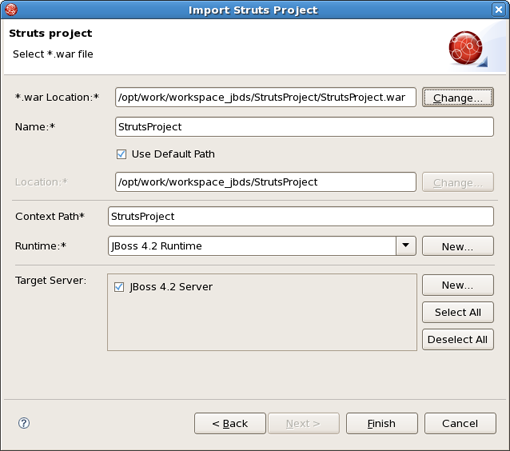 Import Struts Project
Struts project
Select *.war file
*.war Location:* /opt/work/workspace_jbds/StrutsProject/StrutsProject.war Change...
Name:* StrutsProject
Use Default Path
Location:* /opt/work/workspace_jbds/StrutsProject Change...
Context Path* StrutsProject
Runtime:* JBoss 4.2 Runtime New...
Target Server: JBoss 4.2 Server New...
Select All
Deselect All
? < Back Next > Finish Cancel